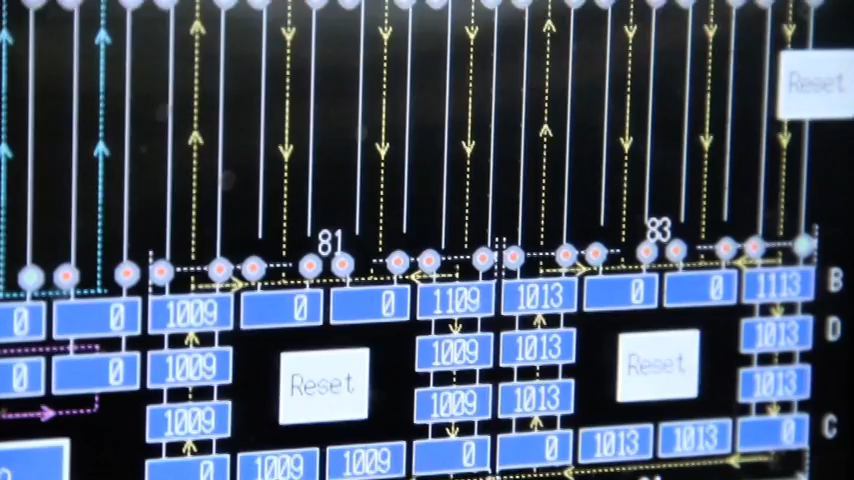 Reset
81 83
0 0 1009 0 0 1109 1013 0 0 1113 B
1009 1009 1013 1013 D
Reset Reset
0 0 1009 1009 1013 1013
0 1009 1009 0 0 1013 1013 0 C